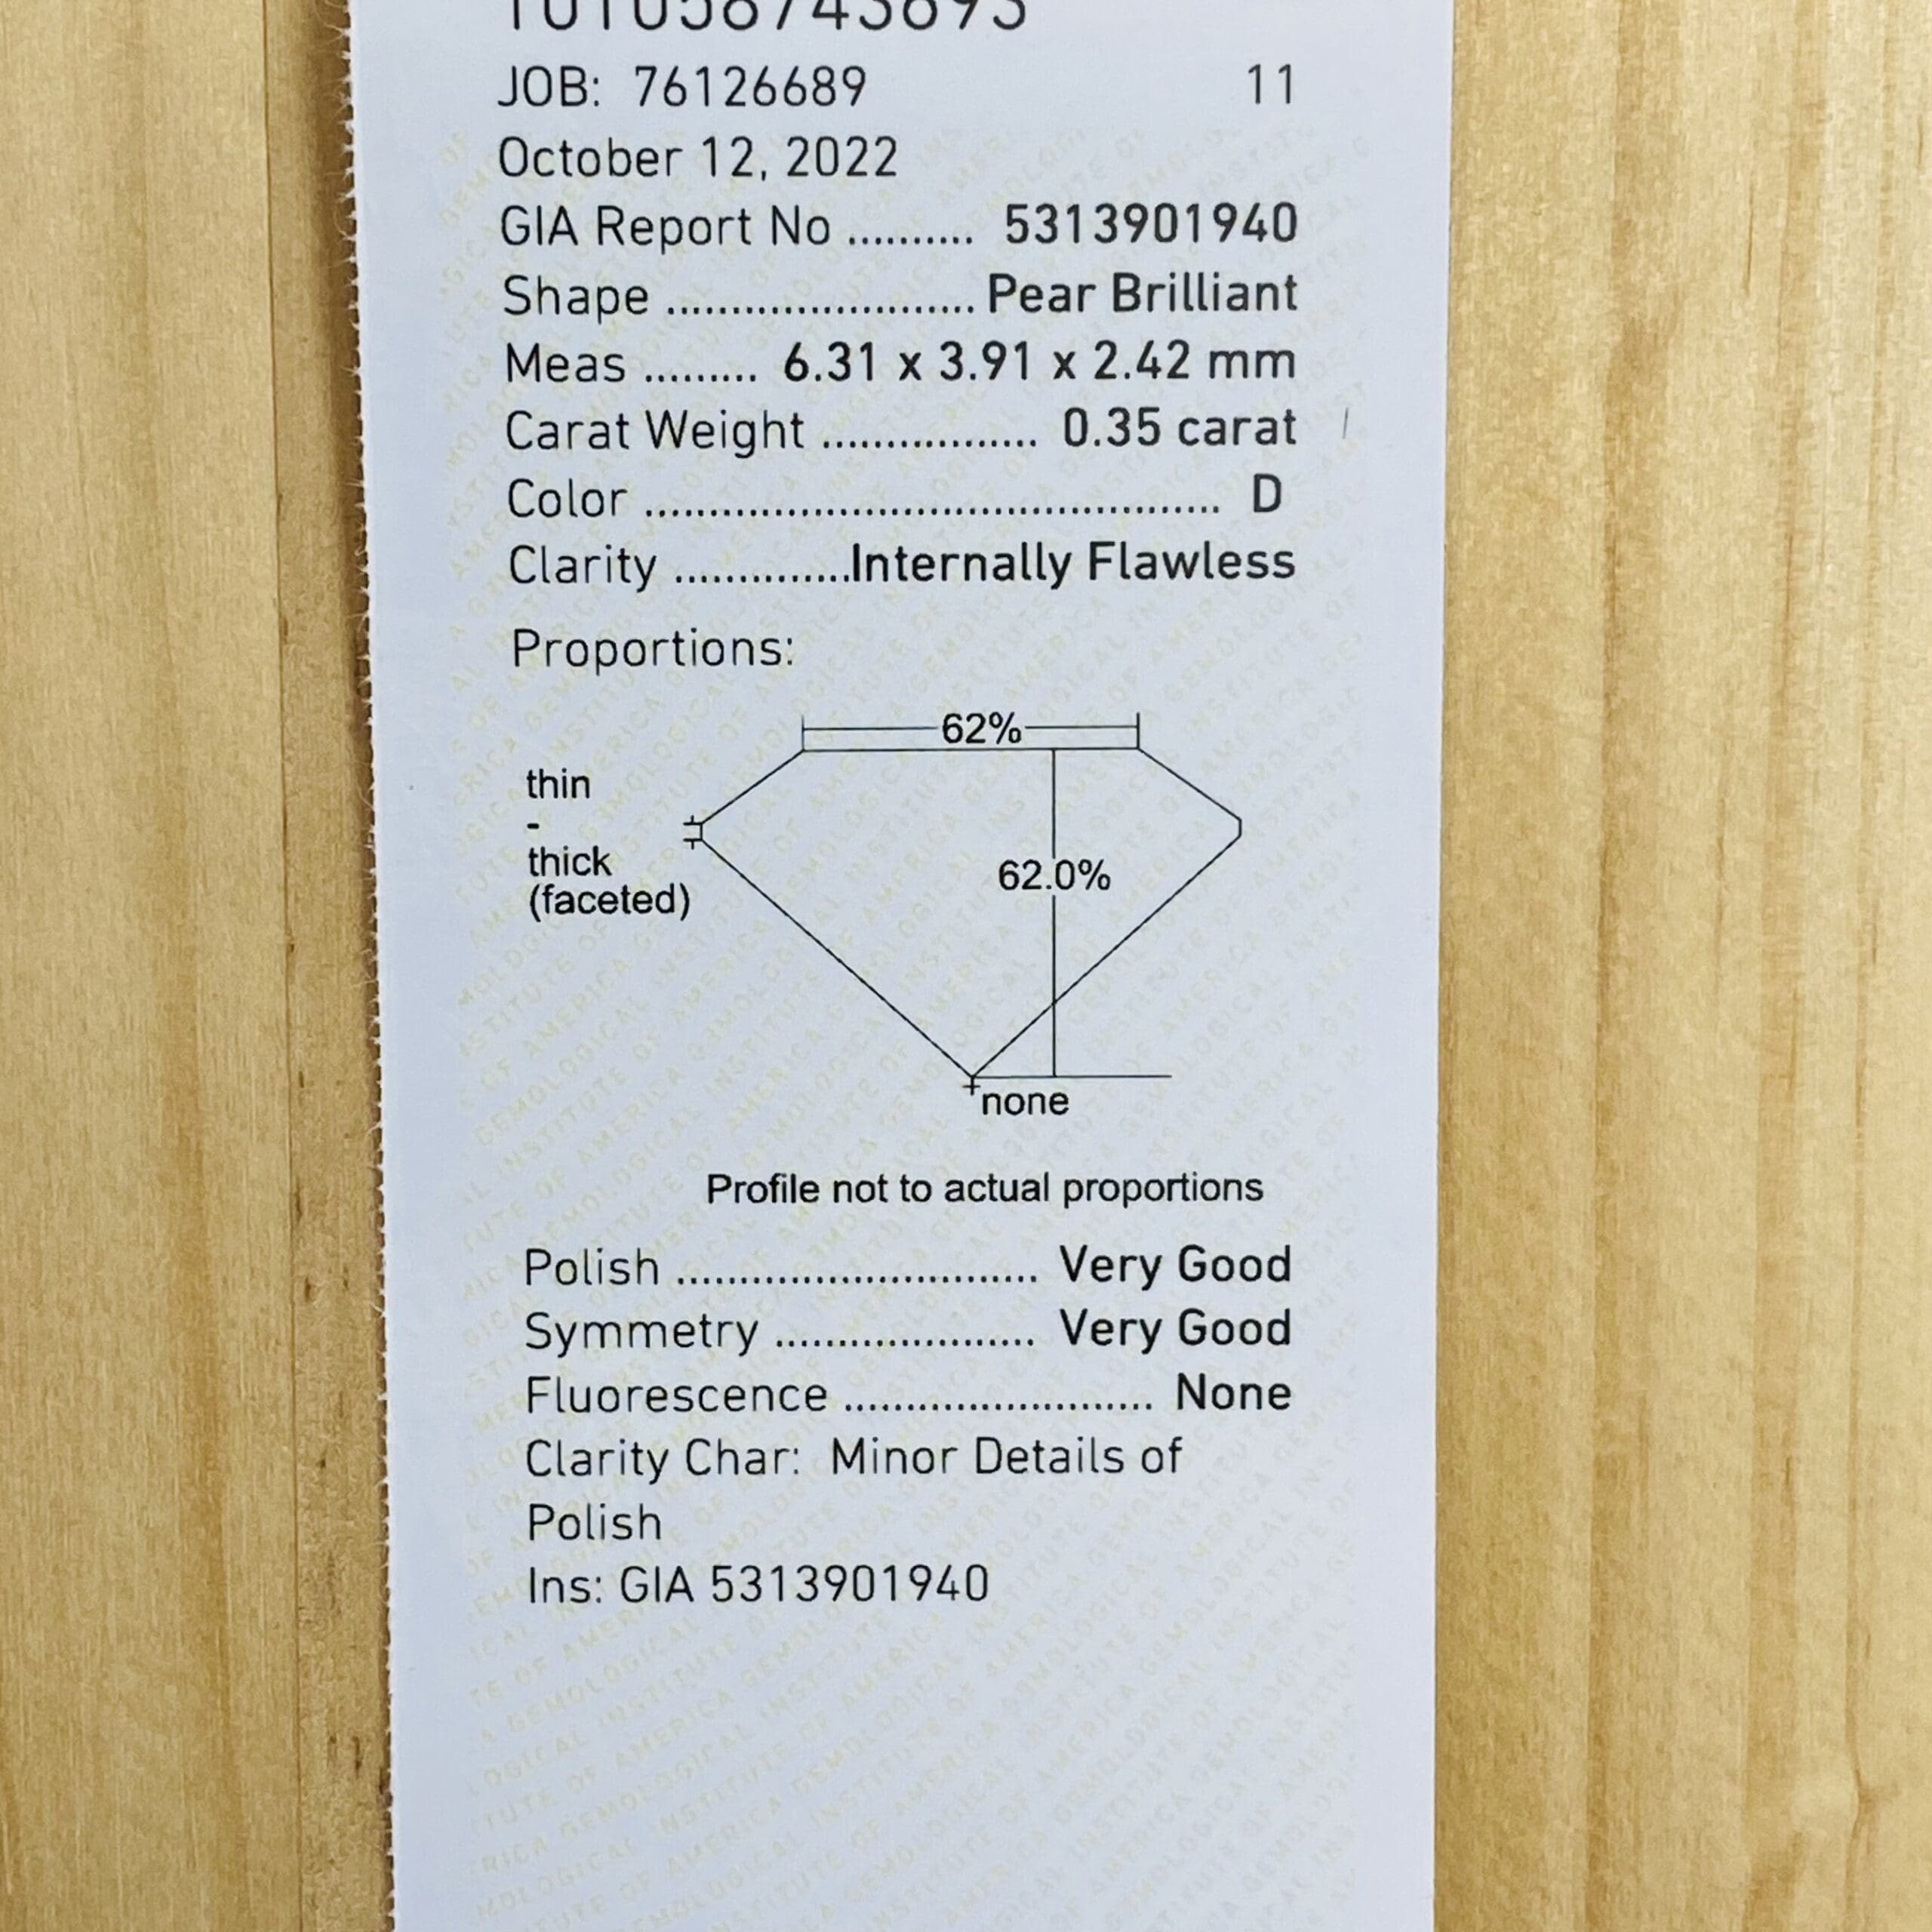 JOB: 76126689 11
October 12, 2022
GIA Report No .......... 5313901940
Shape ........................ Pear Brilliant
Meas ......... 6.31 x 3.91 x 2.42 mm
Carat Weight ................. 0.35 carat
Color ............................................. D
Clarity ..............Internally Flawless
Proportions:
62%
thin
-
thick
(faceted)
62.0%
none
Profile not to actual proportions
Polish ............................ Very Good
Symmetry .................... Very Good
Fluorescence ........................ None
Clarity Char: Minor Details of
Polish
Ins: GIA 5313901940